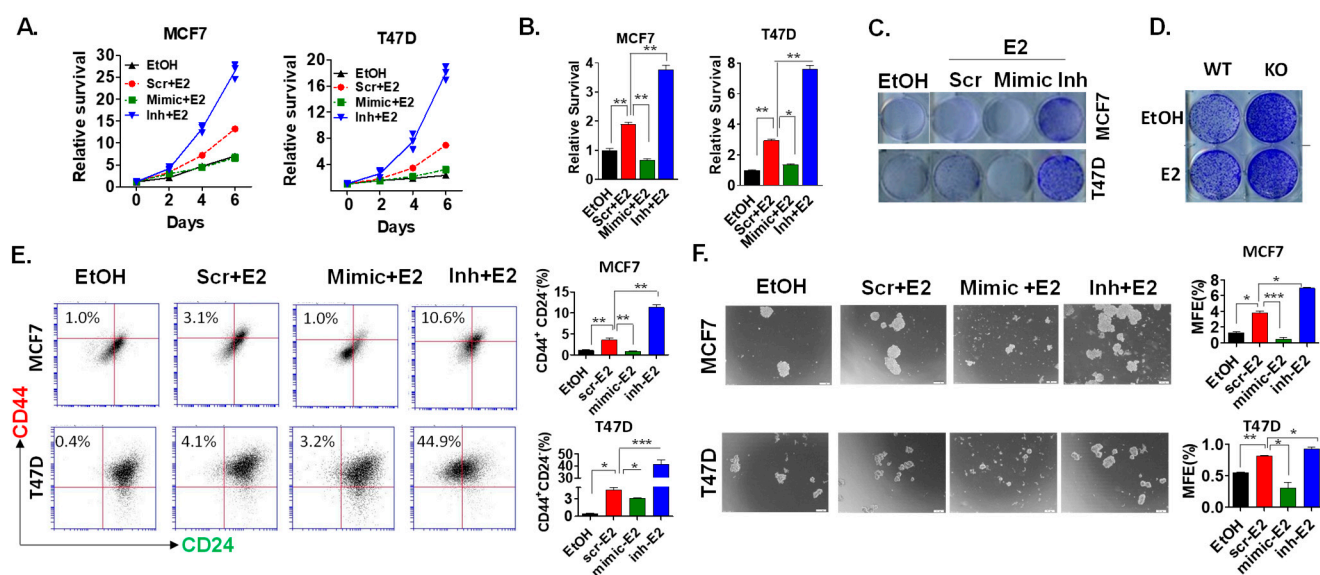 A.
MCF7
Relative survival
30
25
20
15
10
5
0
0 2 4 6
Days
EtOH
Scr+E2
Mimic+E2
Inh+E2
T47D
Relative survival
20
16
12
8
4
0 2 4 6
Days
B.
MCF7
Relative Survival
5
4
3
2
1
0
** ** **
EtOH
Scr+E2
Mimic+E2
Inh+E2
T47D
Relative Survival
8
6
4
2
0
** * **
EtOH
Scr+E2
Mimic+E2
Inh+E2
C.
E2
EtOH Scr Mimic Inh
MCF7
T47D
D.
WT KO
EtOH
E2
E.
EtOH Scr+E2 Mimic+E2 Inh+E2
MCF7
1.0% 3.1% 1.0% 10.6%
T47D
0.4% 4.1% 3.2% 44.9%
CD44
CD24
MCF7
CD44+ CD24-(%)
15
10
5
0
** ** **
EtOH
scr-E2
mimic-E2
inh-E2
T47D
CD44+CD24-(%)
50
40
30
3
0
* * ***
EtOH
scr-E2
mimic-E2
inh-E2
F.
EtOH Scr+E2 Mimic +E2 Inh+E2
MCF7
T47D
MCF7
MFE(%)
8
6
4
2
0
* *** *
EtOH
scr-E2
mimic-E2
inh-E2
T47D
MFE(%)
1.0
0.5
0.0
** * *
EtOH
scr-E2
mimic-E2
inh-E2